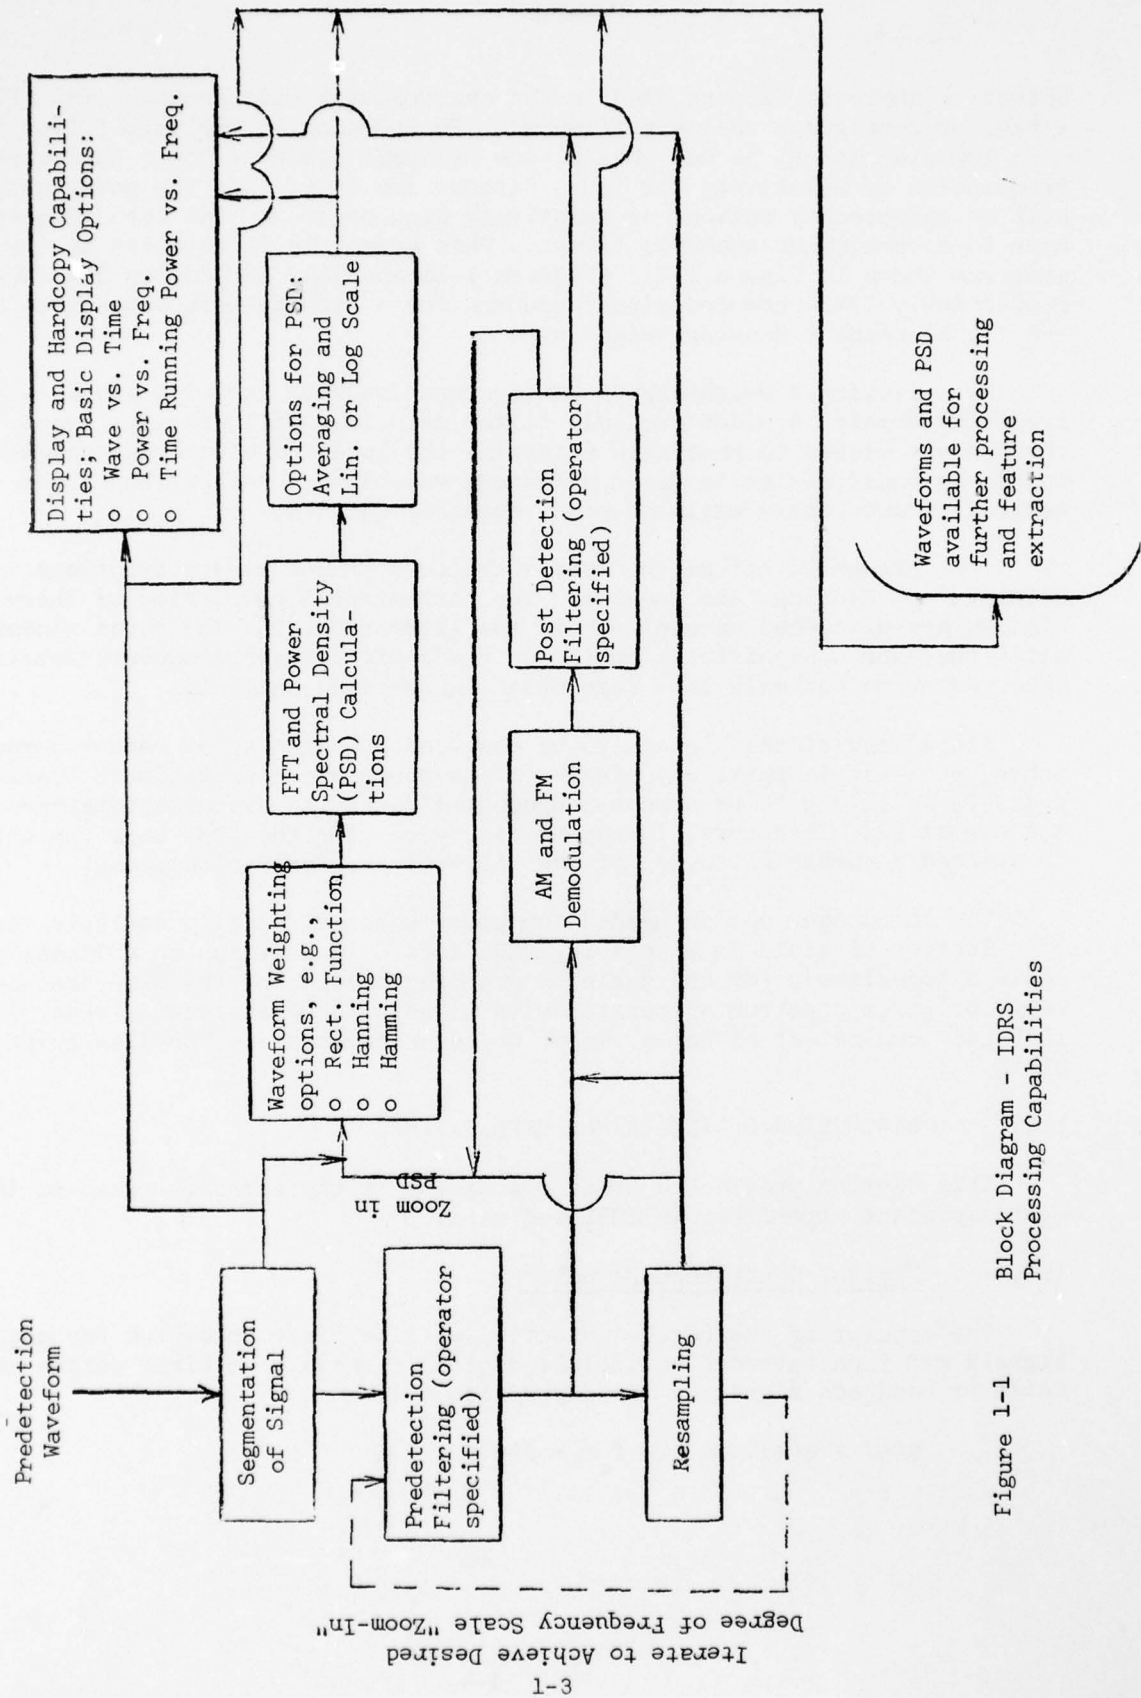 Predetection
Waveform
Segmentation
of Signal
Predetection
Filtering (operator
specified)
Resampling
Iterate to Achieve Desired
Degree of Frequency Scale "Zoom-In"
Zoom in
PSD
Waveform Weighting
options, e.g.,
o Rect. Function
o Hanning
o Hamming
FFT and Power
Spectral Density
(PSD) Calcula-
tions
Options for PSD:
Averaging and
Lin. or Log Scale
Display and Hardcopy Capabili-
ties; Basic Display Options:
o Wave vs. Time
o Power vs. Freq.
o Time Running Power vs. Freq.
AM and FM
Demodulation
Post Detection
Filtering (operator
specified)
Waveforms and PSD
available for
further processing
and feature
extraction
Figure 1-1 Block Diagram - IDRS
Processing Capabilities
1-3